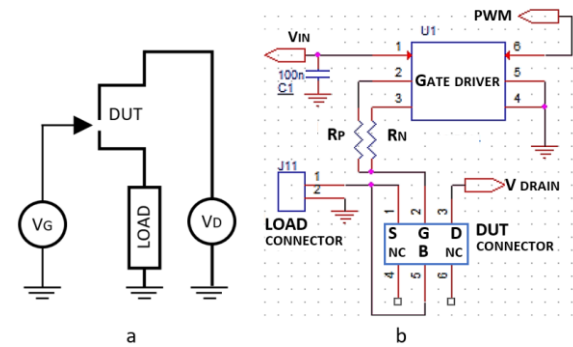 DUT
VG
LOAD
VD
a
PWM
U1
VIN
1
6
100n
C1
2
GATE DRIVER
5
3
4
RP
RN
J11
1
2
V DRAIN
LOAD
CONNECTOR
1
2
3
S G D
NC B NC
DUT
CONNECTOR
4
5
6
b